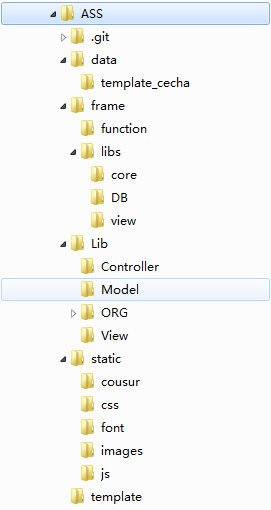 ASS
.git
data
template_cecha
frame
function
libs
core
DB
view
Lib
Controller
Model
ORG
View
static
cousur
css
font
images
js
template